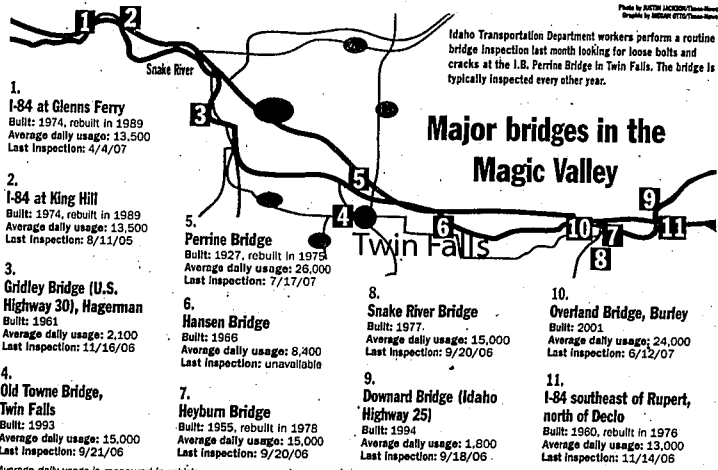 Photo by JUSTIN JACKSON/Times-News
Graphic by MEGAN OTTO/Times-News
Idaho Transportation Department workers perform a routine
bridge inspection last month looking for loose bolts and
cracks at the I.B. Perrine Bridge in Twin Falls. The bridge is
typically inspected every other year.
Major bridges in the
Magic Valley
1
2
Snake River
3
5
4
Twin Falls
6
10
7
8
9
11
1.
I-84 at Glenns Ferry
Built: 1974, rebuilt in 1989
Average daily usage: 13,500
Last inspection: 4/4/07
2.
I-84 at King Hill
Built: 1974, rebuilt in 1989
Average daily usage: 13,500
Last inspection: 8/11/05
3.
Gridley Bridge (U.S.
Highway 30), Hagerman
Built: 1961
Average daily usage: 2,100
Last inspection: 11/16/06
4.
Old Towne Bridge,
Twin Falls
Built: 1993
Average daily usage: 15,000
Last inspection: 9/21/06
5.
Perrine Bridge
Built: 1927, rebuilt in 1975
Average daily usage: 26,000
Last inspection: 7/17/07
6.
Hansen Bridge
Built: 1966
Average daily usage: 8,400
Last inspection: unavailable
7.
Heyburn Bridge
Built: 1955, rebuilt in 1978
Average daily usage: 15,000
Last inspection: 9/20/06
8.
Snake River Bridge
Built: 1977
Average daily usage: 15,000
Last inspection: 9/20/06
9.
Downard Bridge (Idaho
Highway 25)
Built: 1994
Average daily usage: 1,800
Last inspection: 9/18/06
10.
Overland Bridge, Burley
Built: 2001
Average daily usage: 24,000
Last inspection: 6/12/07
11.
I-84 southeast of Rupert,
north of Declo
Built: 1960, rebuilt in 1976
Average daily usage: 13,000
Last inspection: 11/14/06